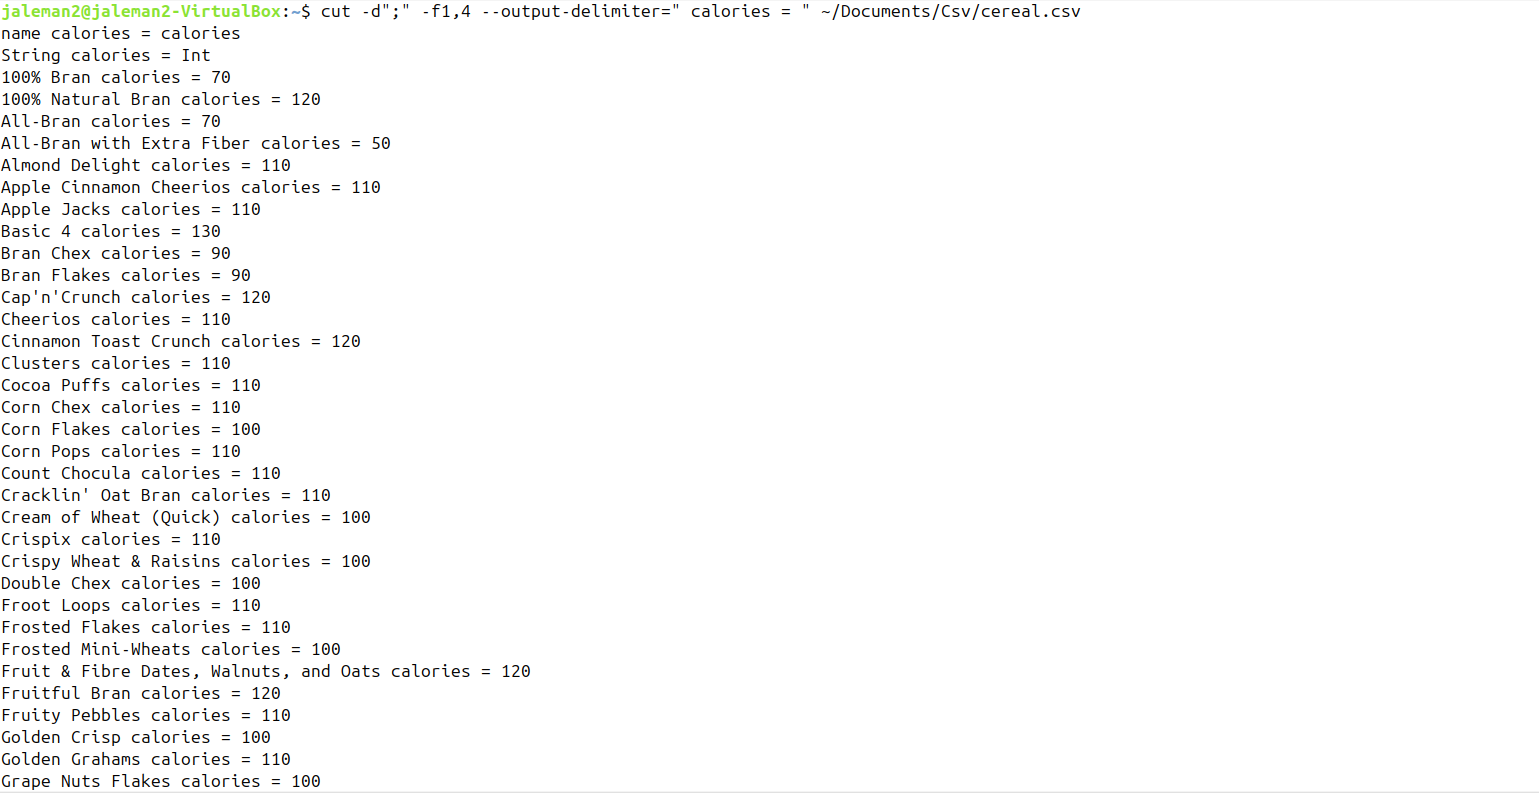 jaleman2@jaleman2-VirtualBox:~$ cut -d";" -f1,4 --output-delimiter=" calories = " ~/Documents/Csv/cereal.csv
name calories = calories
String calories = Int
100% Bran calories = 70
100% Natural Bran calories = 120
All-Bran calories = 70
All-Bran with Extra Fiber calories = 50
Almond Delight calories = 110
Apple Cinnamon Cheerios calories = 110
Apple Jacks calories = 110
Basic 4 calories = 130
Bran Chex calories = 90
Bran Flakes calories = 90
Cap'n'Crunch calories = 120
Cheerios calories = 110
Cinnamon Toast Crunch calories = 120
Clusters calories = 110
Cocoa Puffs calories = 110
Corn Chex calories = 110
Corn Flakes calories = 100
Corn Pops calories = 110
Count Chocula calories = 110
Cracklin' Oat Bran calories = 110
Cream of Wheat (Quick) calories = 100
Crispix calories = 110
Crispy Wheat & Raisins calories = 100
Double Chex calories = 100
Froot Loops calories = 110
Frosted Flakes calories = 110
Frosted Mini-Wheats calories = 100
Fruit & Fibre Dates, Walnuts, and Oats calories = 120
Fruitful Bran calories = 120
Fruity Pebbles calories = 110
Golden Crisp calories = 100
Golden Grahams calories = 110
Grape Nuts Flakes calories = 100